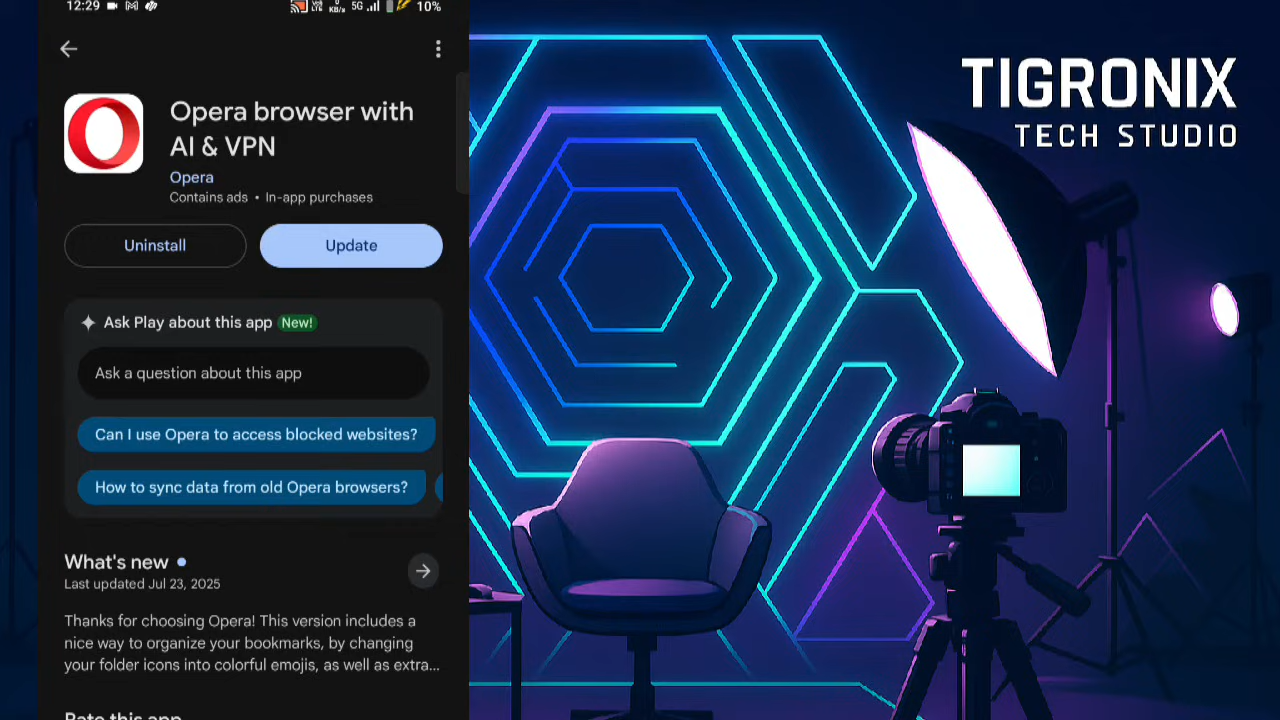 12:29
5G
10%
Opera browser with
AI & VPN
Opera
Contains ads • In-app purchases
Uninstall
Update
Ask Play about this app New!
Ask a question about this app
Can I use Opera to access blocked websites?
How to sync data from old Opera browsers?
What's new
Last updated Jul 23, 2025
Thanks for choosing Opera! This version includes a
nice way to organize your bookmarks, by changing
your folder icons into colorful emojis, as well as extra...
Rate this app
TIGRONIX
TECH STUDIO